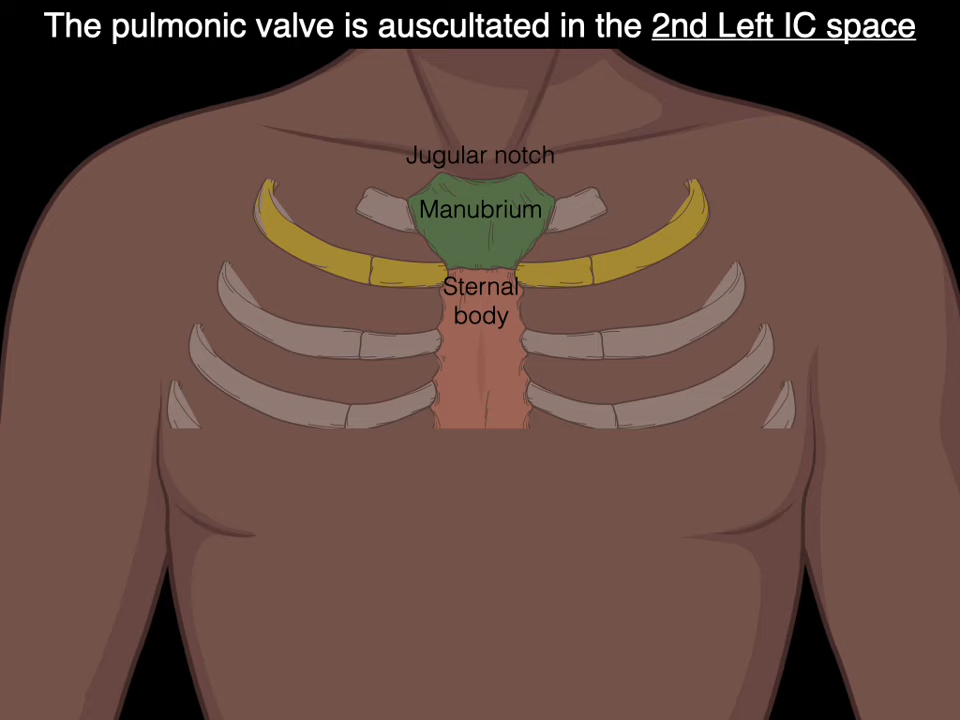 The pulmonic valve is auscultated in the 2nd Left IC space
Jugular notch
Manubrium
Sternal
body